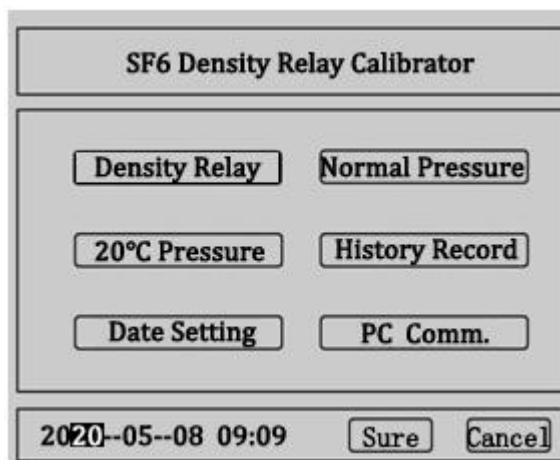 SF6 Density Relay Calibrator
Density Relay Normal Pressure
20℃ Pressure History Record
Date Setting PC Comm.
2020--05--08 09:09 Sure Cancel